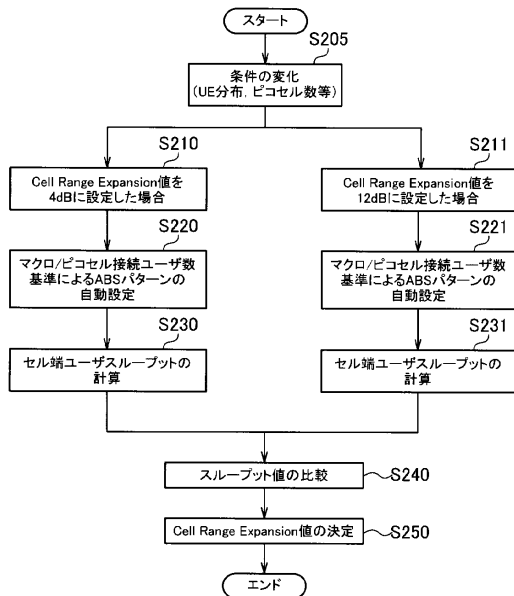 スタート
S205
条件の変化
(UE分布, ピコセル数等)
S210
Cell Range Expansion値を
4dBに設定した場合
S211
Cell Range Expansion値を
12dBに設定した場合
S220
マクロ/ピコセル接続ユーザ数
基準によるABSパターンの
自動設定
S221
マクロ/ピコセル接続ユーザ数
基準によるABSパターンの
自動設定
S230
セル端ユーザスループットの
計算
S231
セル端ユーザスループットの
計算
スループット値の比較
S240
Cell Range Expansion値の決定
S250
エンド